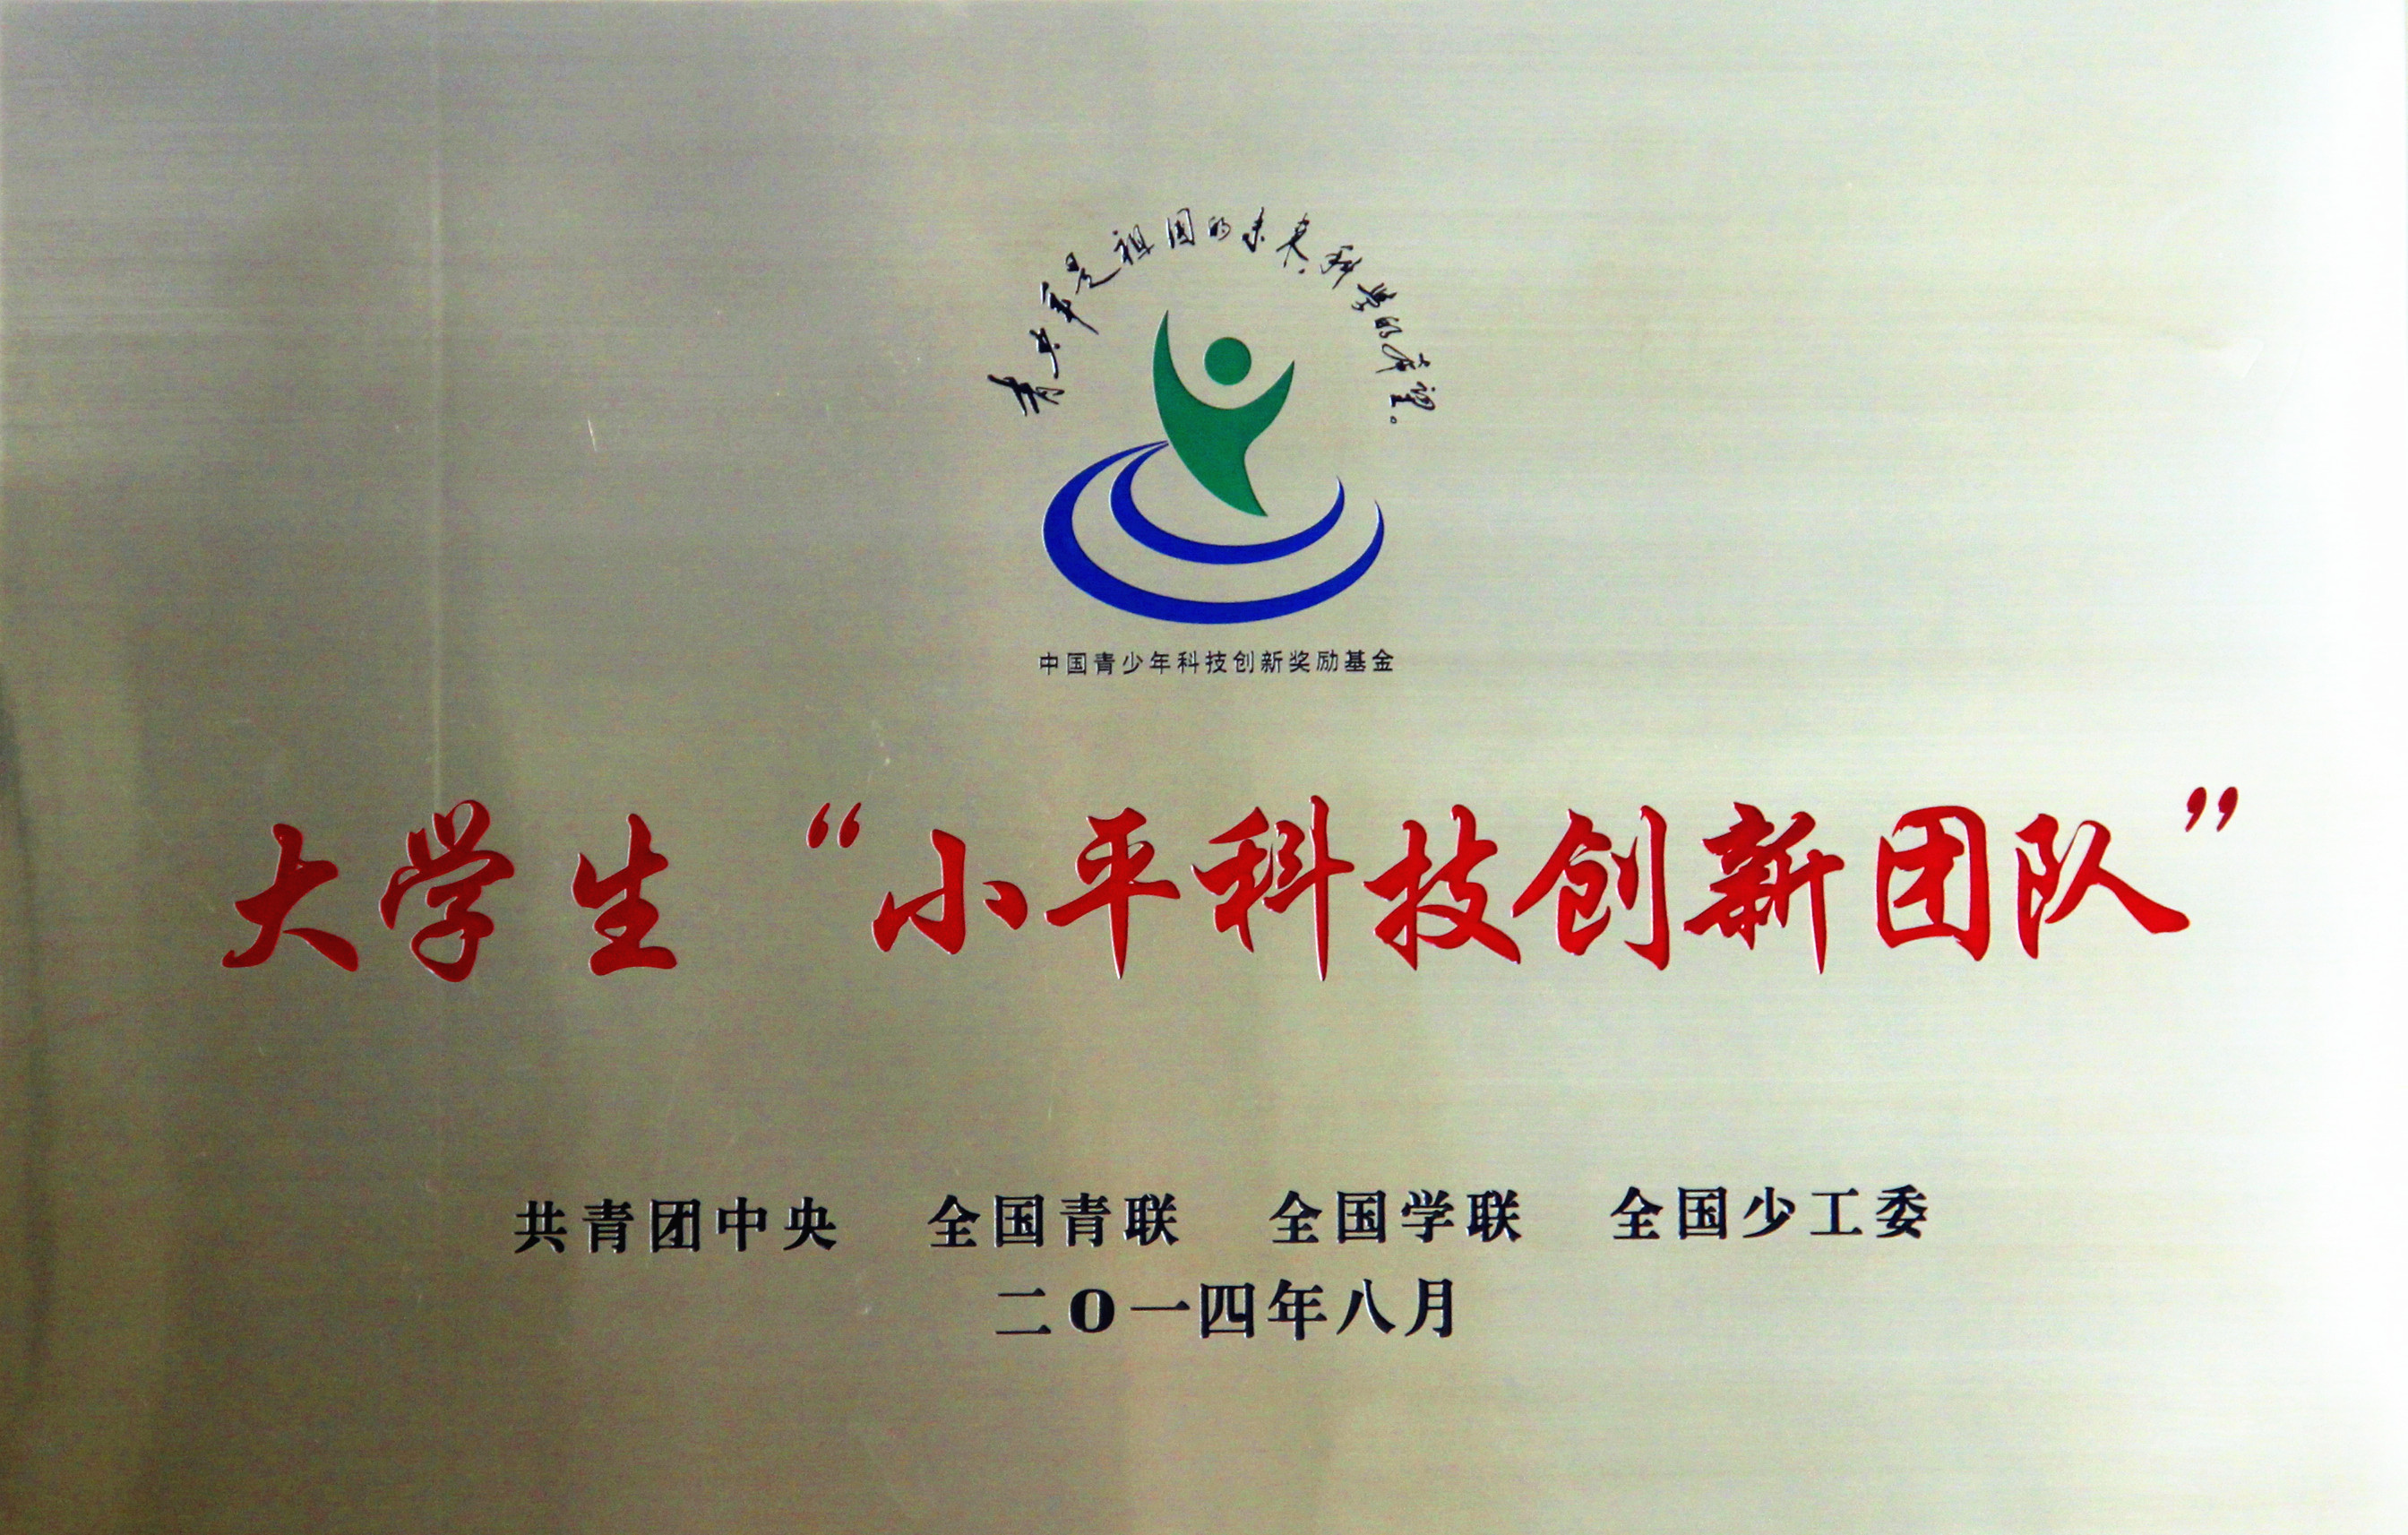 青少年是祖国的未来,科学的希望。
中国青少年科技创新奖励基金
大学生“小平科技创新团队”
共青团中央 全国青联 全国学联 全国少工委
二O一四年八月